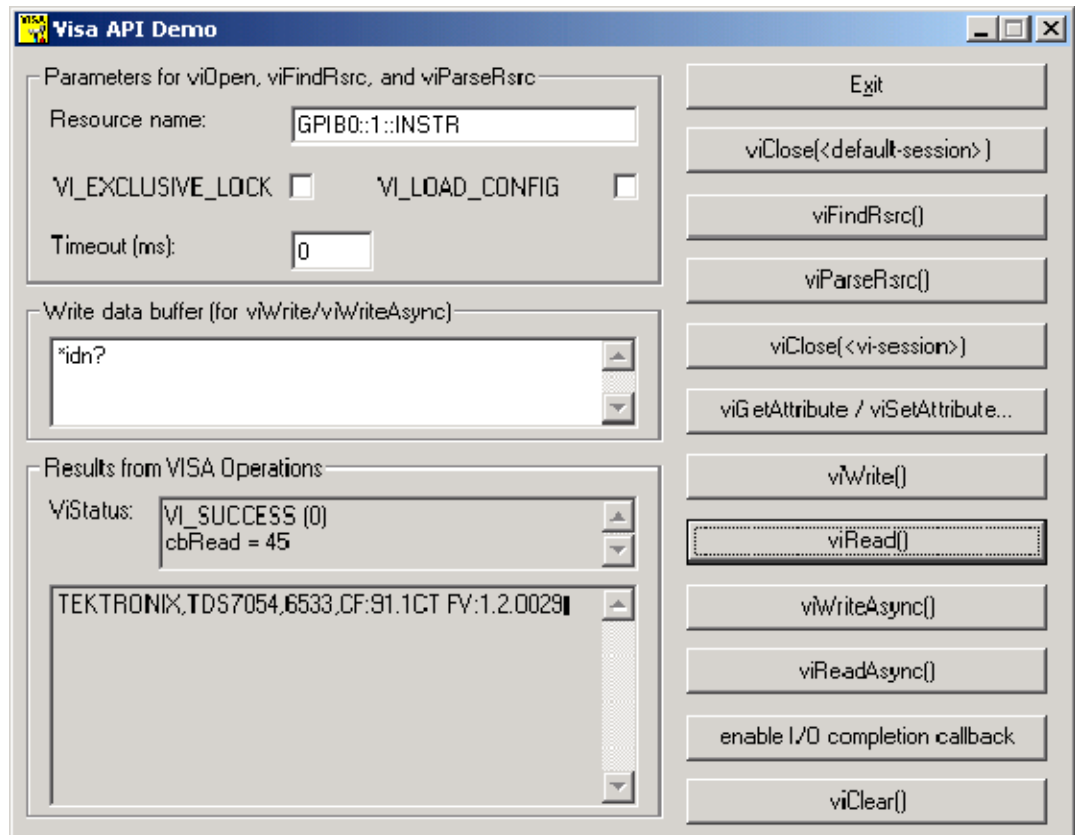 VISA
Visa API Demo
Parameters for viOpen, viFindRsrc, and viParseRsrc
Resource name:
GPIB0::1::INSTR
VI_EXCLUSIVE_LOCK
VI_LOAD_CONFIG
Timeout (ms):
0
Write data buffer (for viWrite/viWriteAsync)
*idn?
Results from VISA Operations
ViStatus:
VI_SUCCESS (0)
cbRead = 45
TEKTRONIX,TDS7054,6533,CF:91.1CT FV:1.2.0029
Exit
viClose(<default-session>)
viFindRsrc()
viParseRsrc()
viClose(<vi-session>)
viGetAttribute / viSetAttribute...
viWrite()
viRead()
viWriteAsync()
viReadAsync()
enable I/O completion callback
viClear()